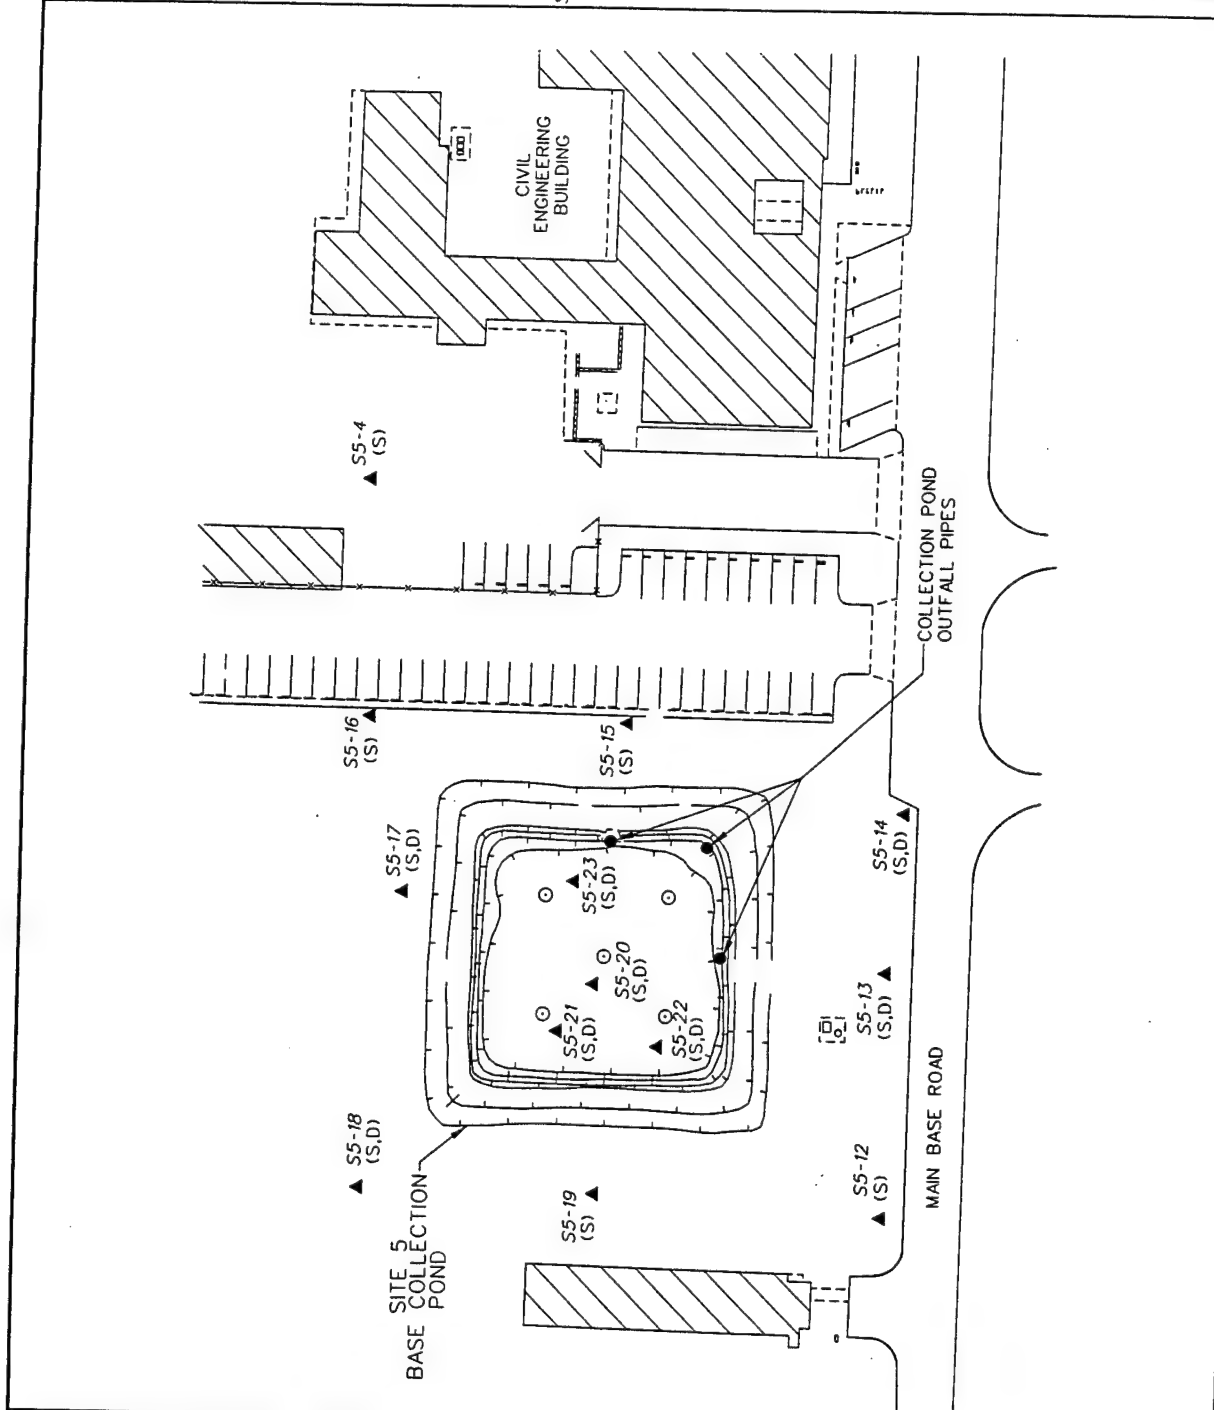 CIVIL
ENGINEERING
BUILDING
S5-4
(S)
COLLECTION POND
OUTFALL PIPES
S5-16
(S)
S5-15
(S)
S5-17
(S,D)
S5-14
(S,D)
S5-23
(S,D)
S5-20
(S,D)
S5-21
(S,D)
S5-22
(S,D)
S5-13
(S,D)
S5-18
(S,D)
S5-19
(S)
S5-12
(S)
SITE 5
BASE COLLECTION
POND
MAIN BASE ROAD